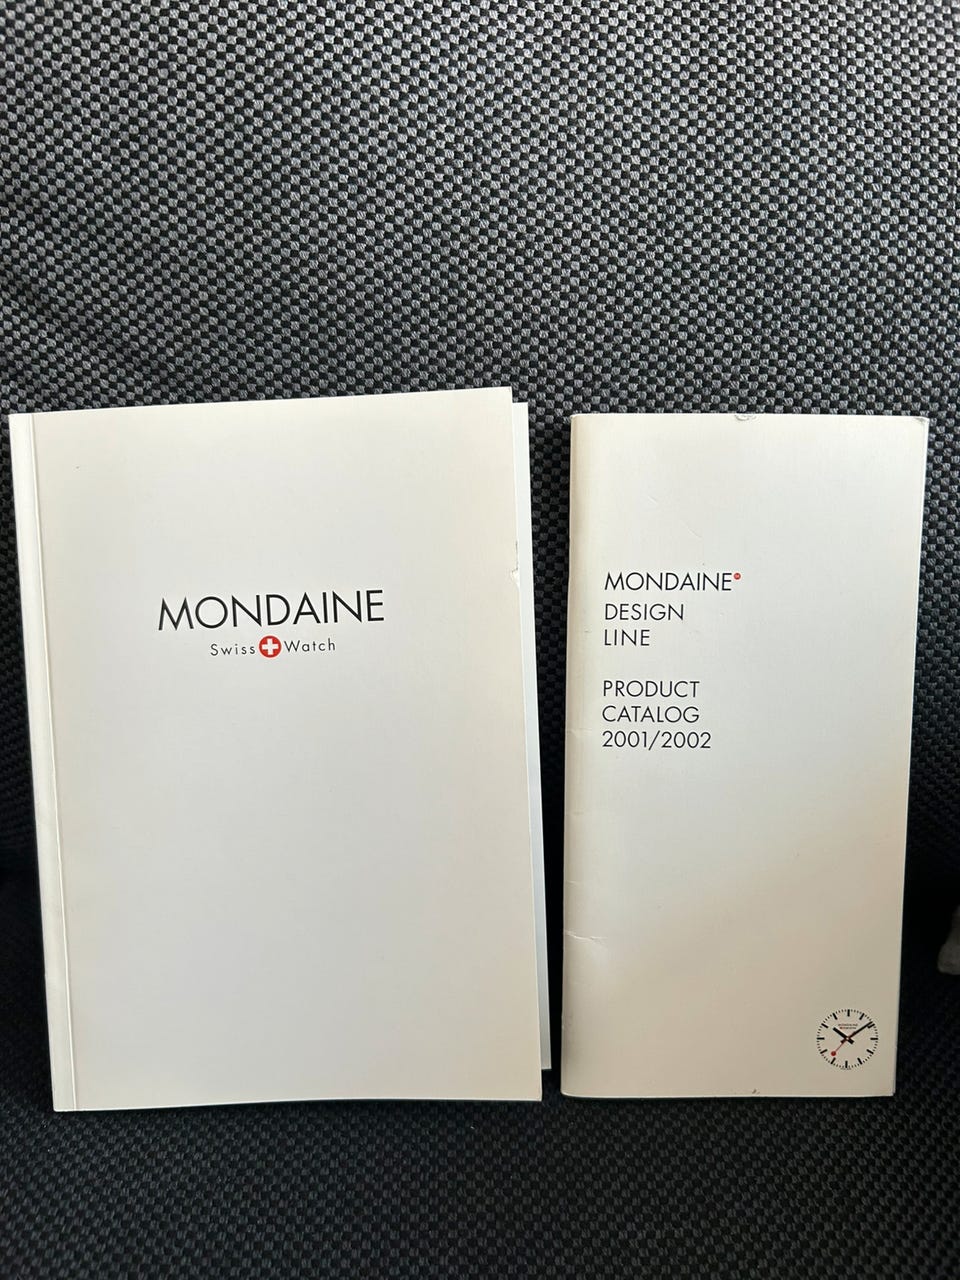 MONDAINE
Swiss Watch
MONDAINE
DESIGN
LINE
PRODUCT
CATALOG
2001/2002